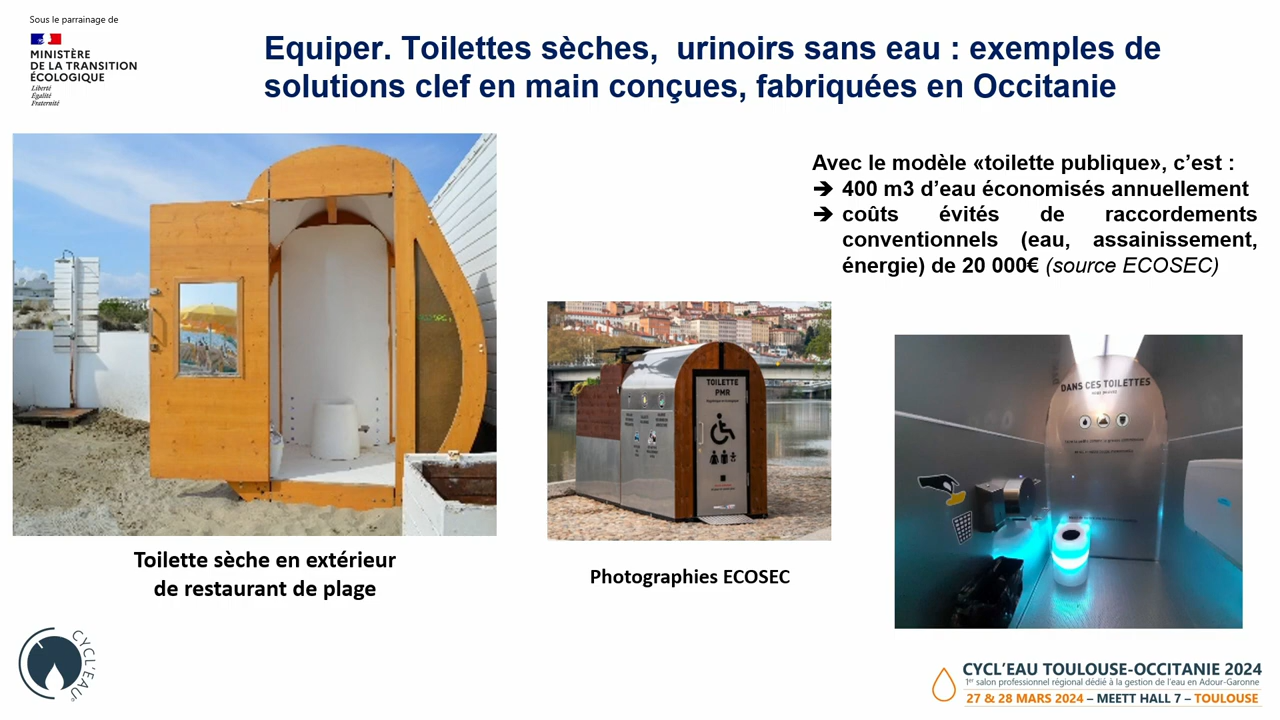 Sous le parrainage de
MINISTÈRE
DE LA TRANSITION
ÉCOLOGIQUE
Liberté
Égalité
Fraternité
Equiper. Toilettes sèches, urinoirs sans eau : exemples de
solutions clef en main conçues, fabriquées en Occitanie
Avec le modèle «toilette publique», c’est :
➔ 400 m3 d’eau économisés annuellement
➔ coûts évités de raccordements
conventionnels (eau, assainissement,
énergie) de 20 000€ (source ECOSEC)
TOILETTE
PMR
DANS CES TOILETTES
Toilette sèche en extérieur
de restaurant de plage
Photographies ECOSEC
CYCL'EAU
CYCL’EAU TOULOUSE-OCCITANIE 2024
1er salon professionnel régional dédié à la gestion de l'eau en Adour-Garonne
27 & 28 MARS 2024 – MEETT HALL 7 – TOULOUSE